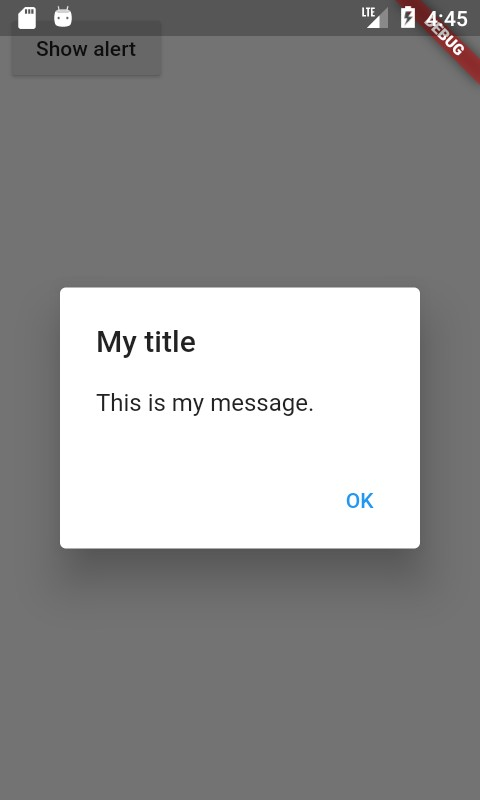 LTE
4:45
DEBUG
Show alert
My title
This is my message.
OK